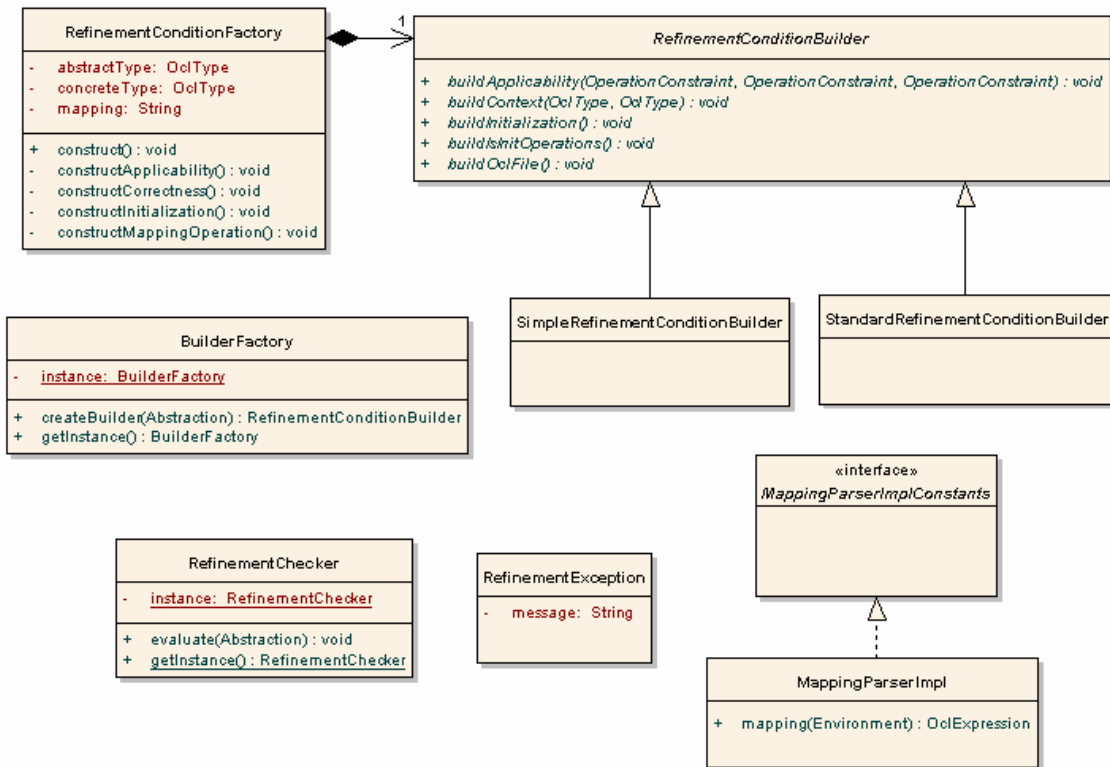 RefinementConditionFactory
- abstractType: OclType
- concreteType: OclType
- mapping: String
+ construct() : void
- constructApplicability() : void
- constructCorrectness() : void
- constructInitialization() : void
- constructMappingOperation() : void
1
RefinementConditionBuilder
+ buildApplicability(OperationConstraint, OperationConstraint, OperationConstraint) : void
+ buildContext(OclType, OclType) : void
+ buildInitialization() : void
+ buildIsInitOperations() : void
+ buildOclFile() : void
SimpleRefinementConditionBuilder
StandardRefinementConditionBuilder
BuilderFactory
- instance: BuilderFactory
+ createBuilder(Abstraction) : RefinementConditionBuilder
+ getInstance() : BuilderFactory
«interface»
MappingParserImplConstants
RefinementChecker
- instance: RefinementChecker
+ evaluate(Abstraction) : void
+ getInstance() : RefinementChecker
RefinementException
- message: String
MappingParserImpl
+ mapping(Environment) : OclExpression